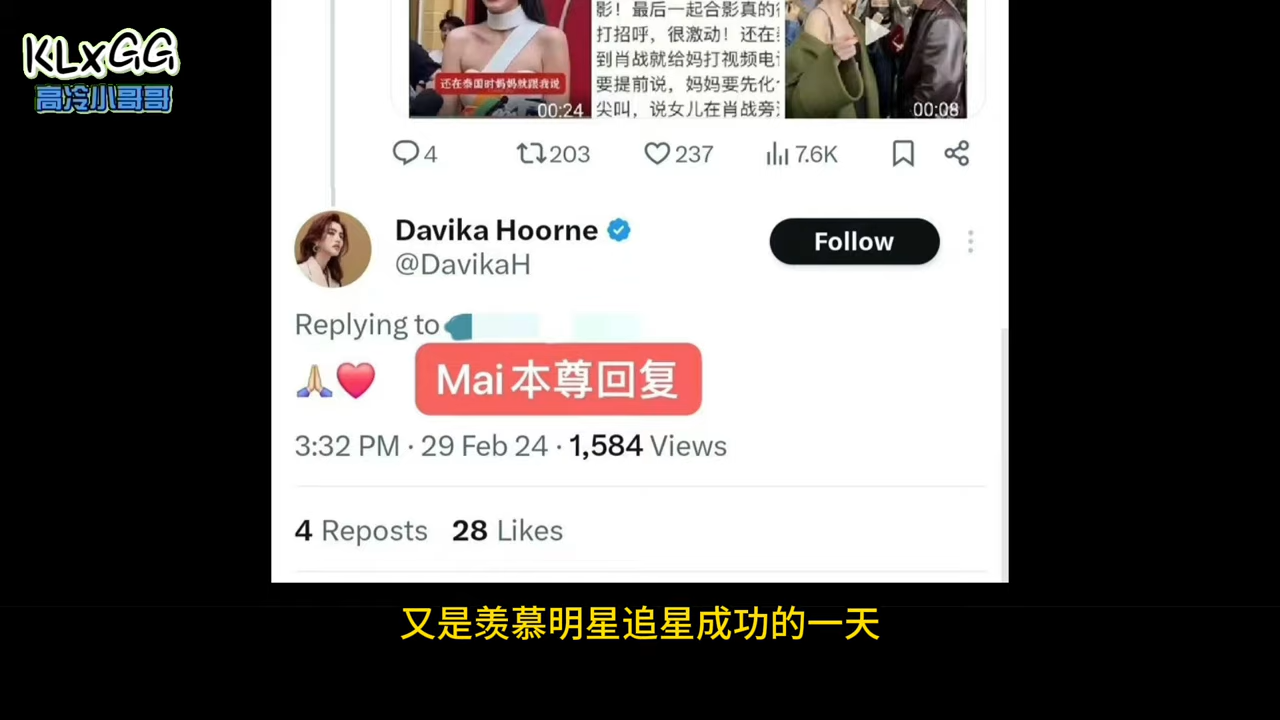 KLxGG
高冷小哥哥
影！最后一起合影真的
打招呼，很激动！还在
到肖战就给妈打视频电
要提前说，妈妈要先化
尖叫，说女儿在肖战旁
还在泰国时妈妈就跟我说
00:24
00:08
4
203
237
7.6K
Davika Hoorne
@DavikaH
Follow
Replying to
🙏❤️
Mai本尊回复
3:32 PM · 29 Feb 24 · 1,584 Views
4 Reposts 28 Likes
又是羡慕明星追星成功的一天